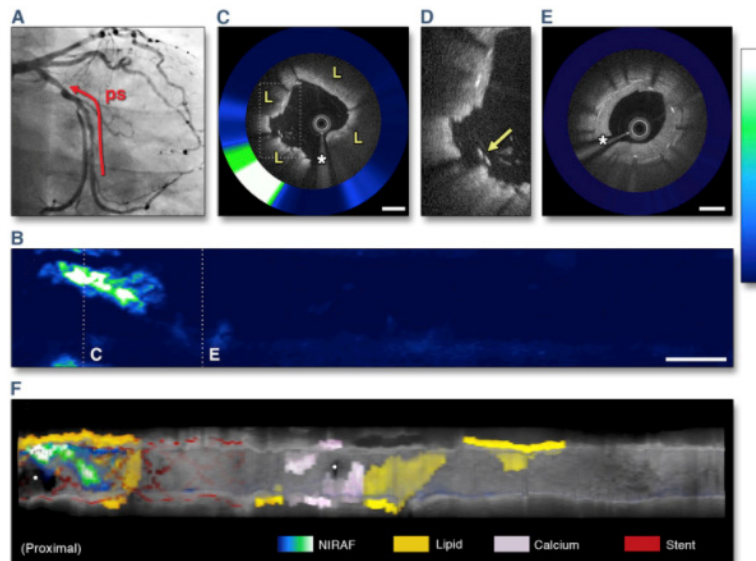 A
ps
C
L
L
L
L
*
D
E
*
B
C
E
F
*
*
(Proximal)
NIRAF
Lipid
Calcium
Stent